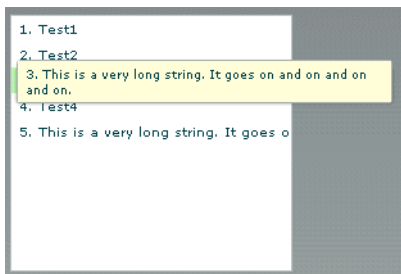 1. Test1
2. Test2
3. This is a very long string. It goes on and on and on
and on.
4. Test4
5. This is a very long string. It goes o